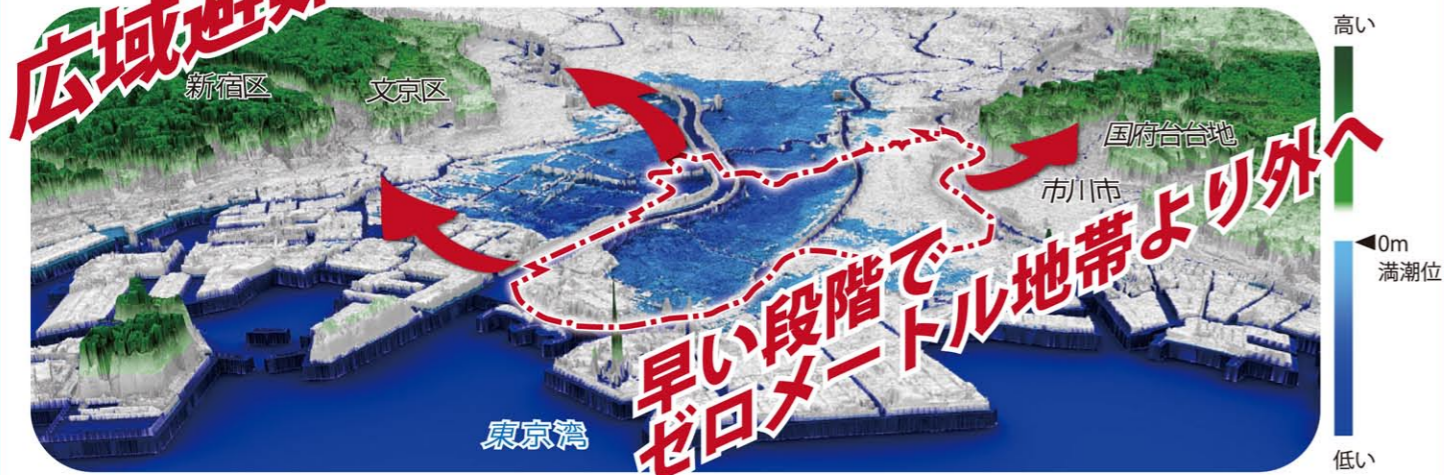 広域避難
新宿区
文京区
国府台台地
市川市
早い段階で
ゼロメートル地帯より外へ
東京湾
高い
◀0m
満潮位
低い